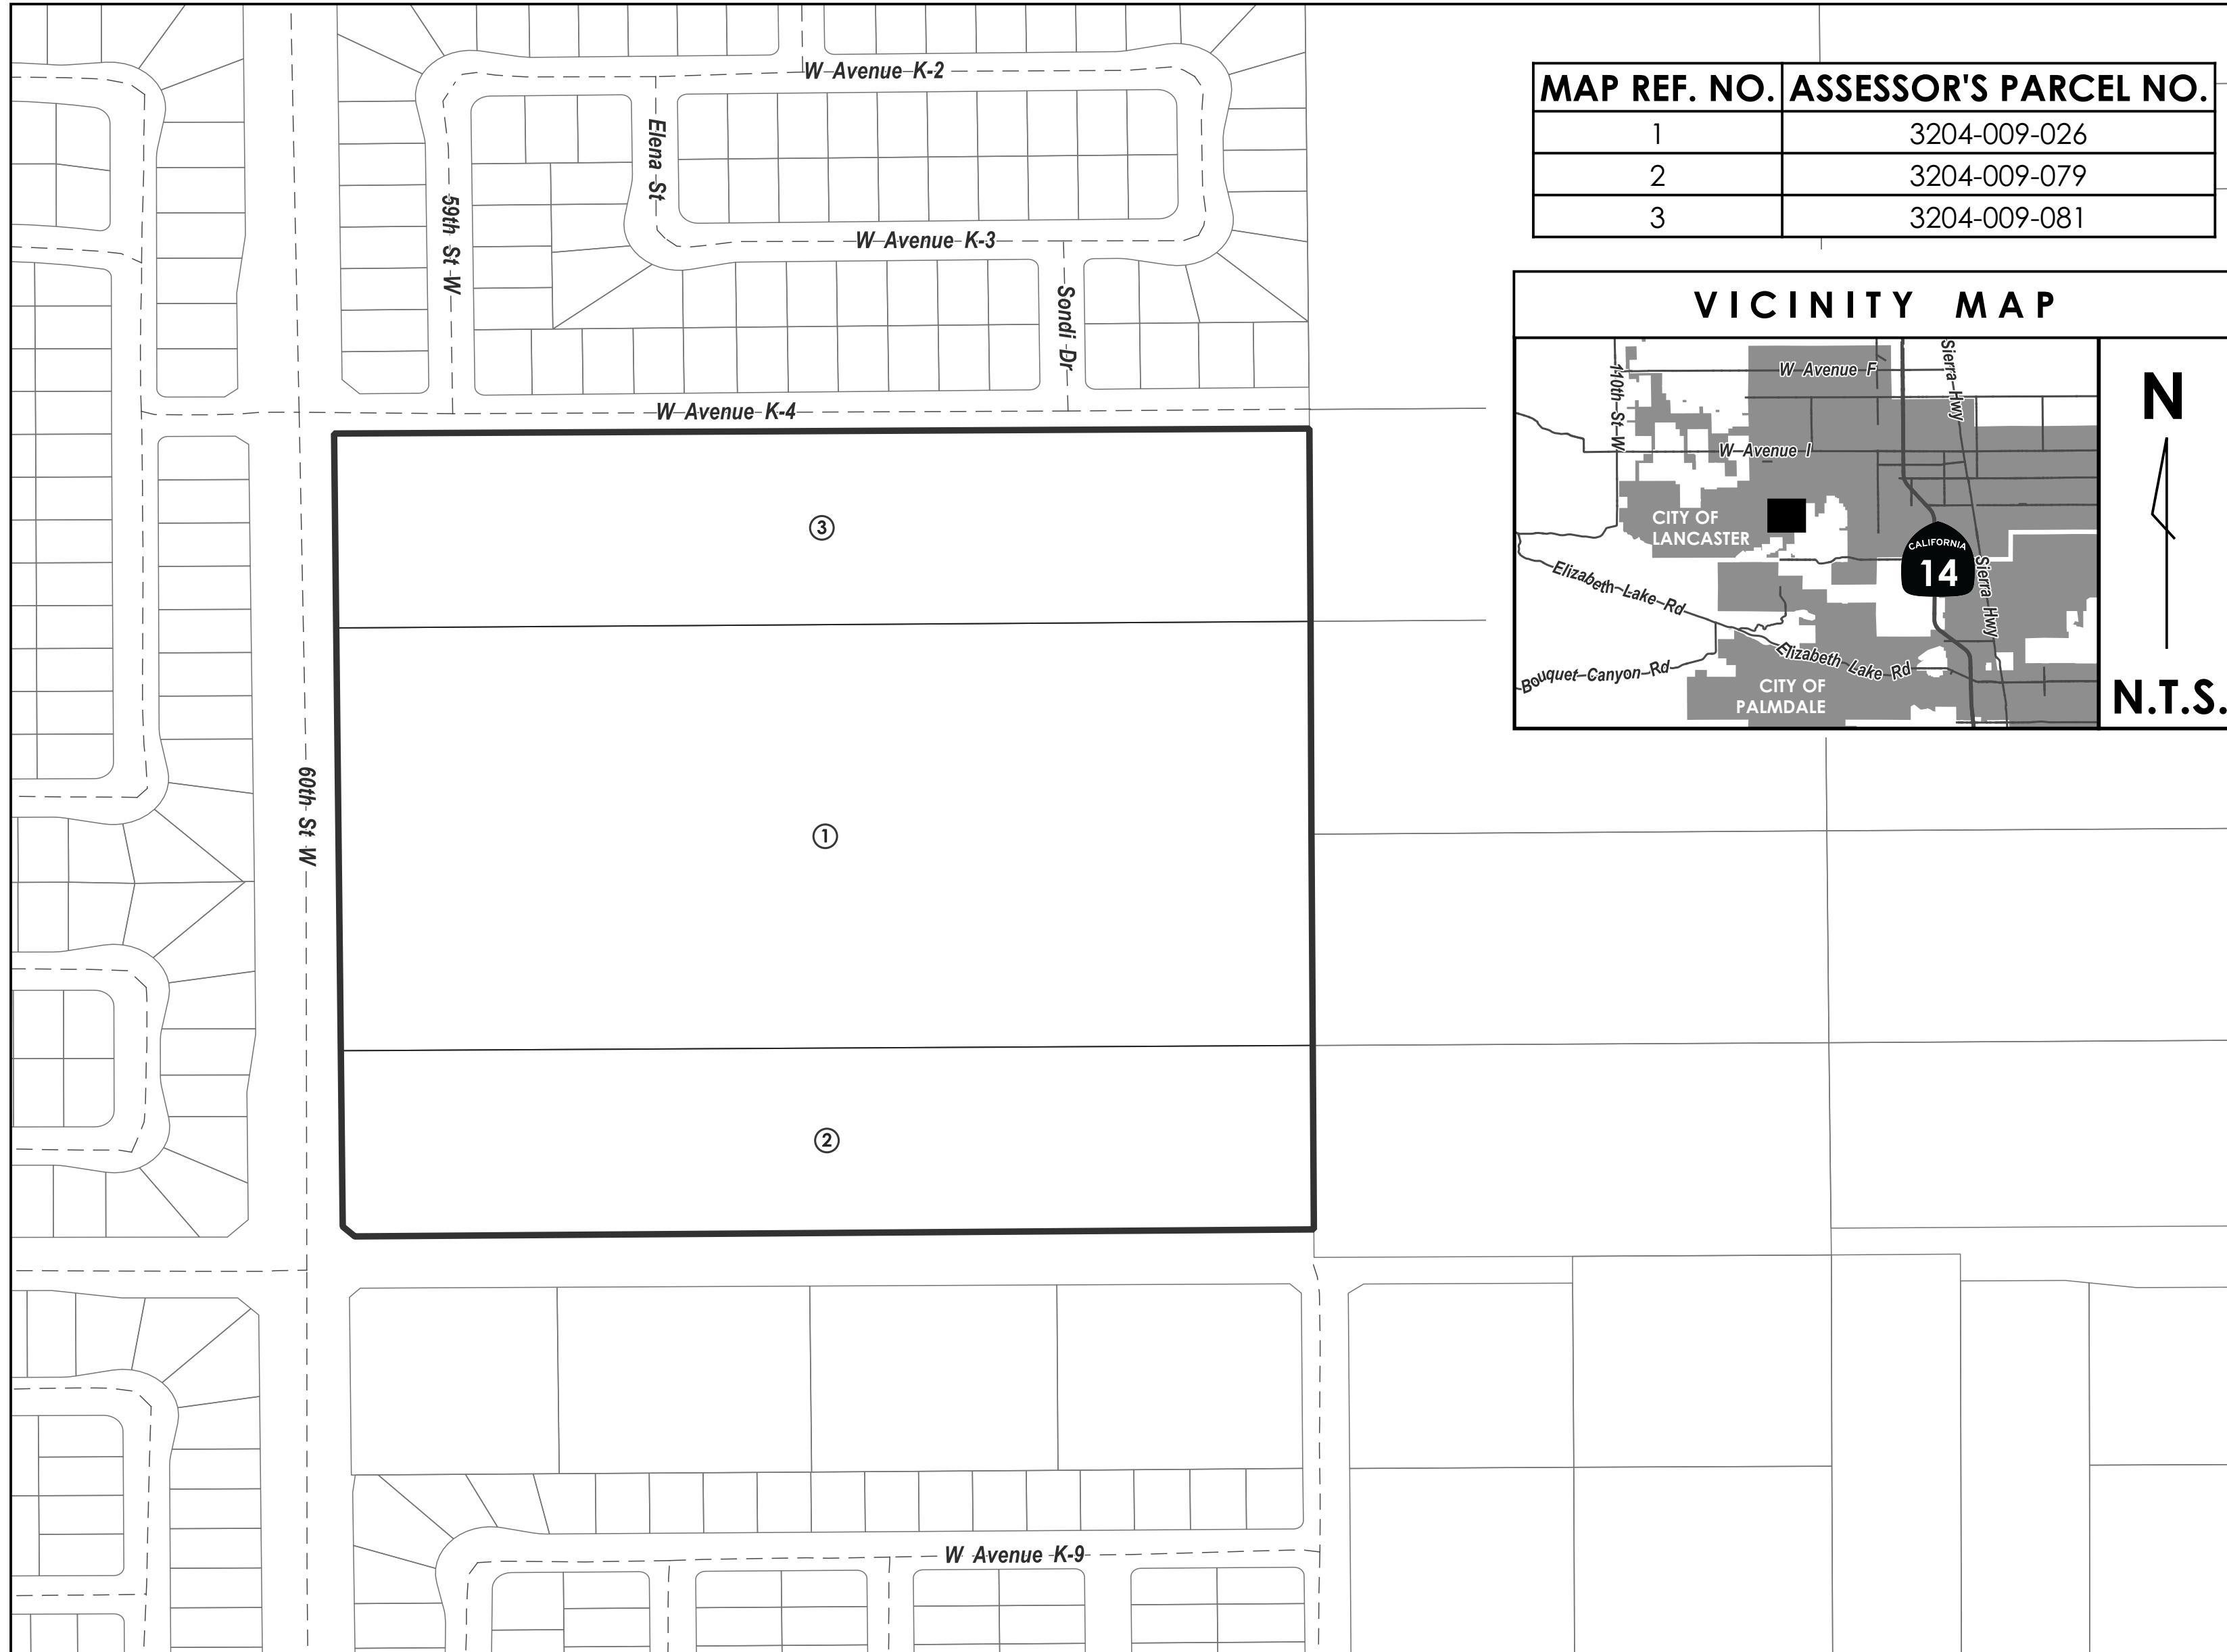 W Avenue K-2
Elena St
59th St W
W Avenue K-3
Sondi Dr
W Avenue K-4
60th St W
3
1
2
W Avenue K-9
MAP REF. NO. ASSESSOR'S PARCEL NO.
1 3204-009-026
2 3204-009-079
3 3204-009-081
VICINITY MAP
110th St W
W Avenue F
Sierra Hwy
W Avenue I
CITY OF
LANCASTER
CALIFORNIA
14
Sierra Hwy
Elizabeth Lake Rd
Elizabeth Lake Rd
Bouquet Canyon Rd
CITY OF
PALMDALE
N
N.T.S.